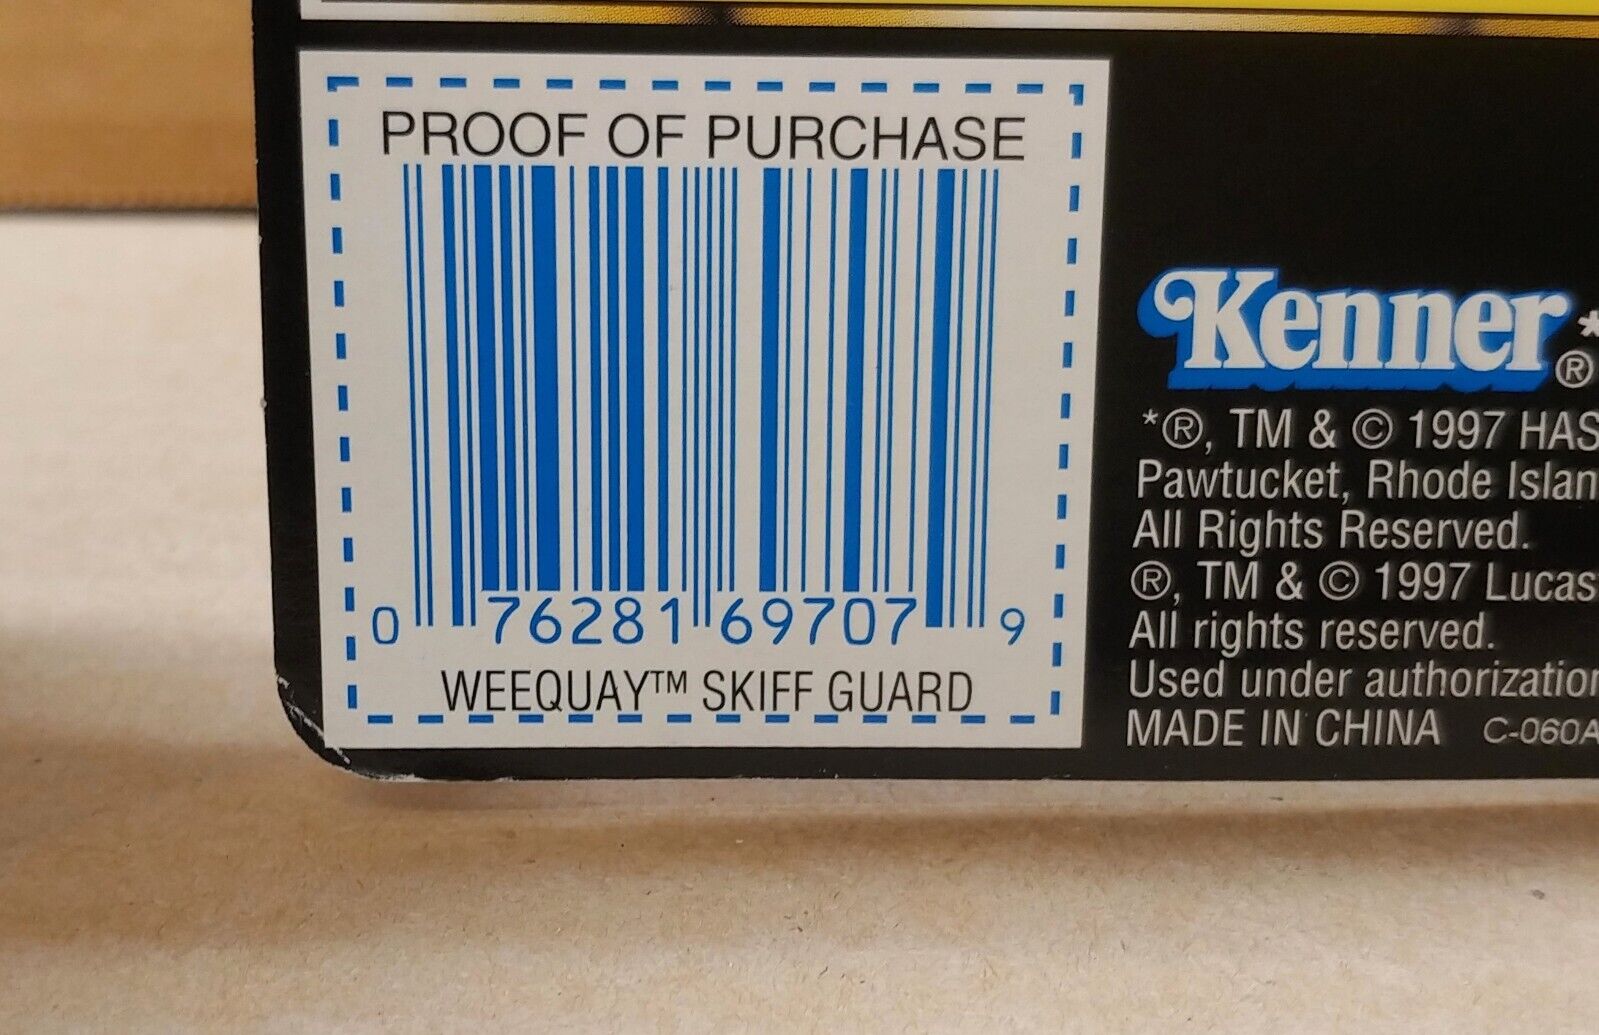 PROOF OF PURCHASE
0 76281 69707 9
WEEQUAY™ SKIFF GUARD
Kenner®*
*®, TM & © 1997 HAS
Pawtucket, Rhode Islan
All Rights Reserved.
®, TM & © 1997 Lucas
All rights reserved.
Used under authorization
MADE IN CHINA C-060A